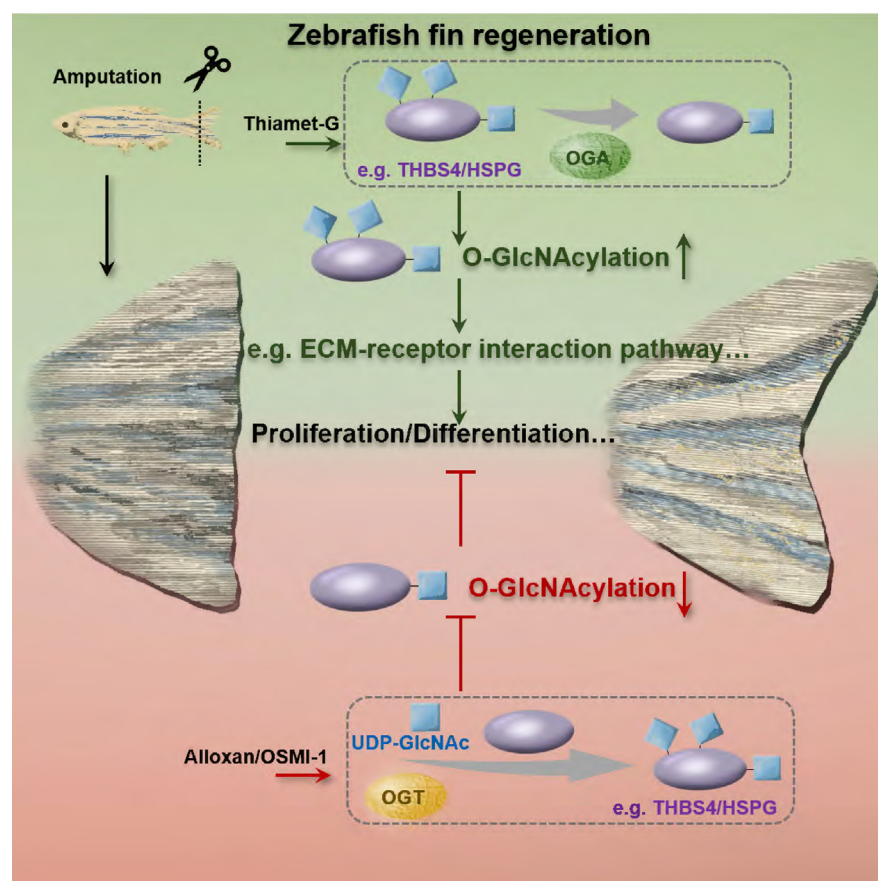 Zebrafish fin regeneration
Amputation
Thiamet-G
OGA
e.g. THBS4/HSPG
O-GlcNAcylation
e.g. ECM-receptor interaction pathway…
Proliferation/Differentiation…
O-GlcNAcylation
UDP-GlcNAc
Alloxan/OSMI-1
OGT
e.g. THBS4/HSPG